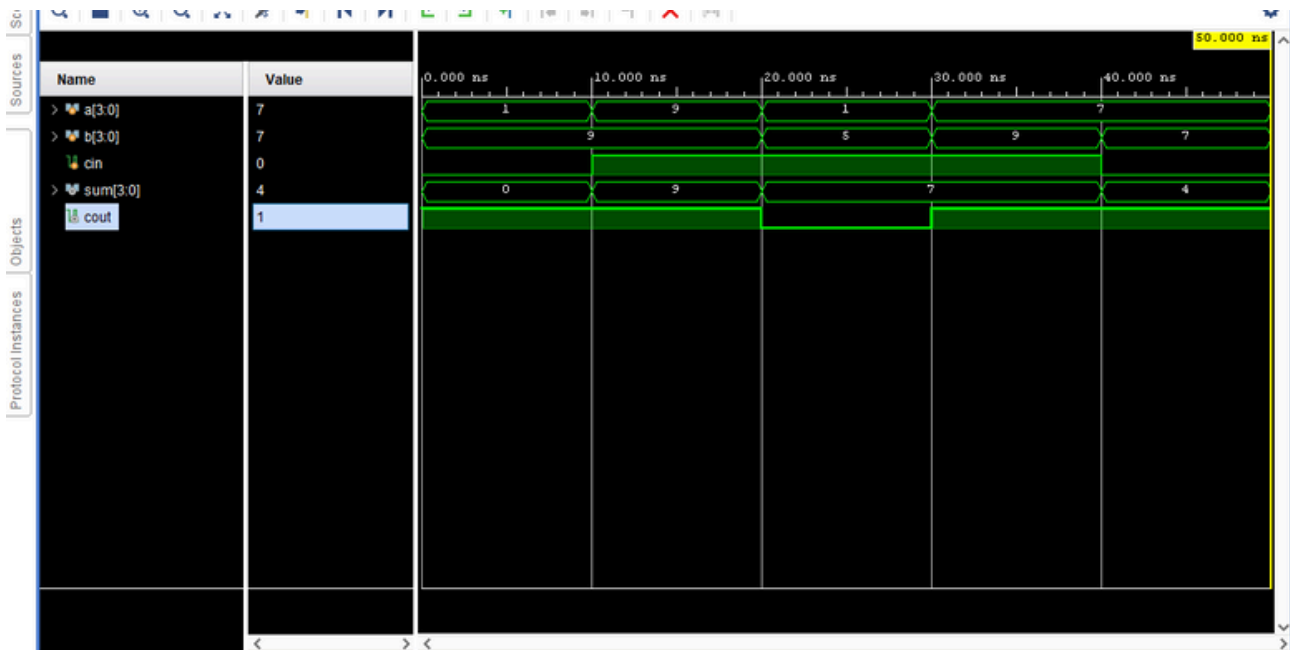 Sc
Sources
Objects
Protocol Instances
50.000 ns
Name Value 0.000 ns 10.000 ns 20.000 ns 30.000 ns 40.000 ns
> a[3:0] 7 1 9 1 7
> b[3:0] 7 9 5 9 7
cin 0
> sum[3:0] 4 0 9 7 4
cout 1